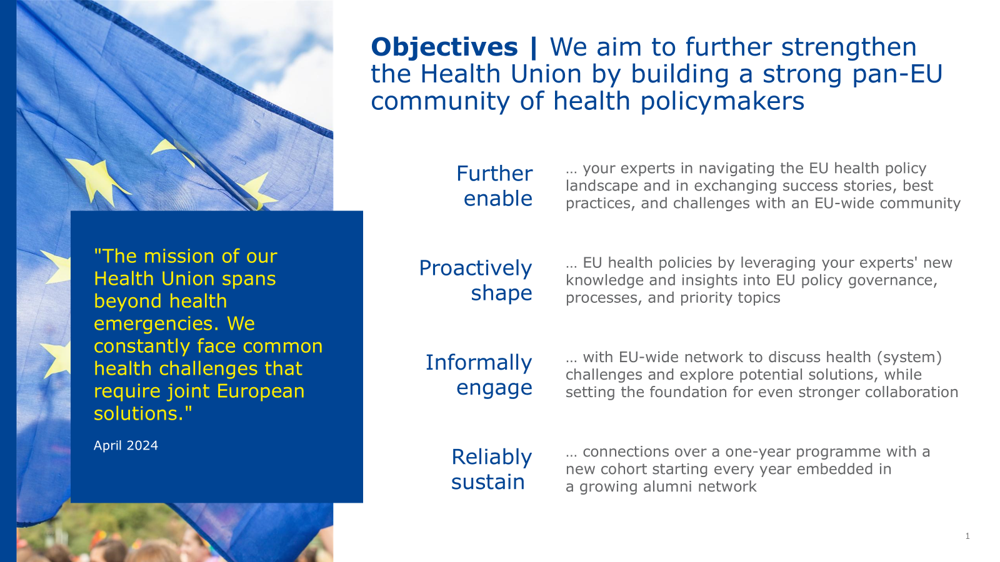 Objectives | We aim to further strengthen
the Health Union by building a strong pan-EU
community of health policymakers
"The mission of our
Health Union spans
beyond health
emergencies. We
constantly face common
health challenges that
require joint European
solutions."
April 2024
Further
enable
… your experts in navigating the EU health policy
landscape and in exchanging success stories, best
practices, and challenges with an EU-wide community
Proactively
shape
… EU health policies by leveraging your experts' new
knowledge and insights into EU policy governance,
processes, and priority topics
Informally
engage
… with EU-wide network to discuss health (system)
challenges and explore potential solutions, while
setting the foundation for even stronger collaboration
Reliably
sustain
… connections over a one-year programme with a
new cohort starting every year embedded in
a growing alumni network
1